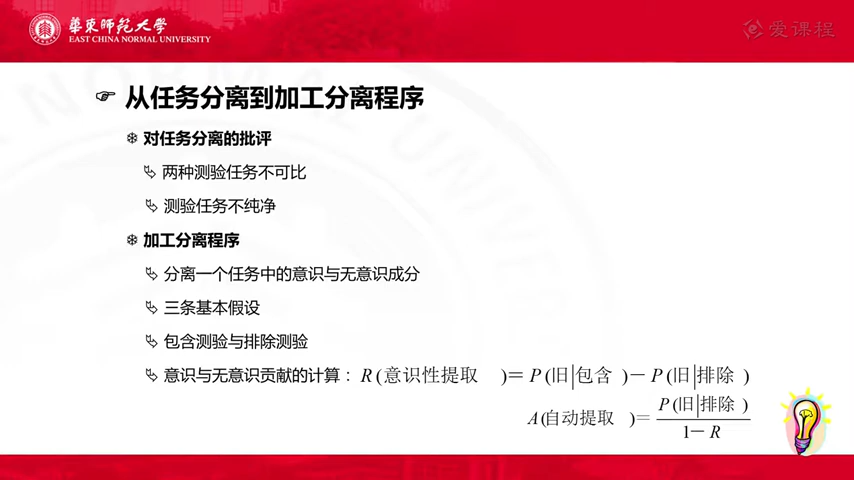 華東師範大學
EAST CHINA NORMAL UNIVERSITY
爱课程
从任务分离到加工分离程序
对任务分离的批评
两种测验任务不可比
测验任务不纯净
加工分离程序
分离一个任务中的意识与无意识成分
三条基本假设
包含测验与排除测验
意识与无意识贡献的计算：R(意识性提取 )=P(旧|包含 )－P(旧|排除 )
A(自动提取 )=P(旧|排除 )/1－R